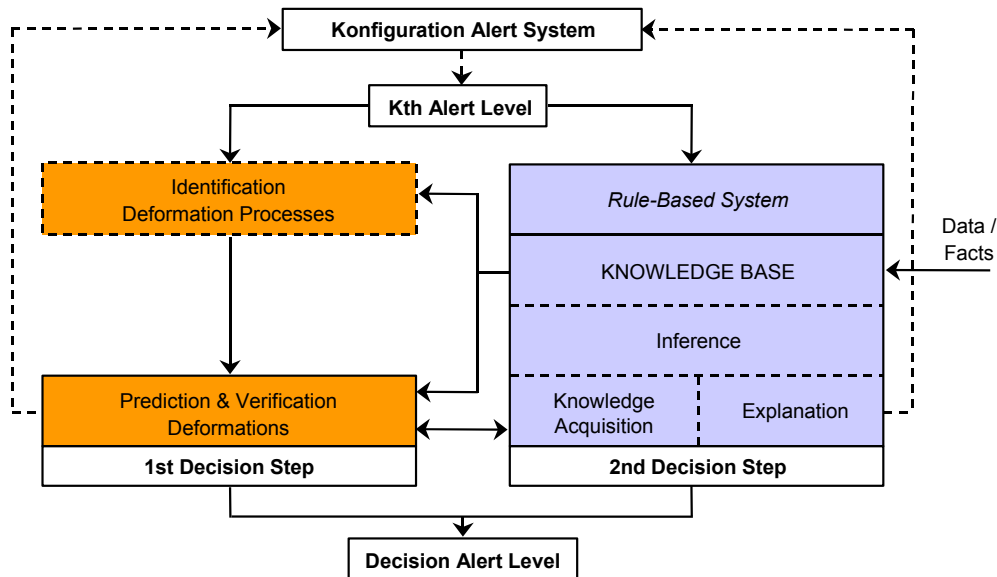 Konfiguration Alert System
Kth Alert Level
Identification
Deformation Processes
Rule-Based System
Data /
Facts
KNOWLEDGE BASE
Inference
Prediction & Verification
Deformations
Knowledge
Acquisition
Explanation
1st Decision Step
2nd Decision Step
Decision Alert Level